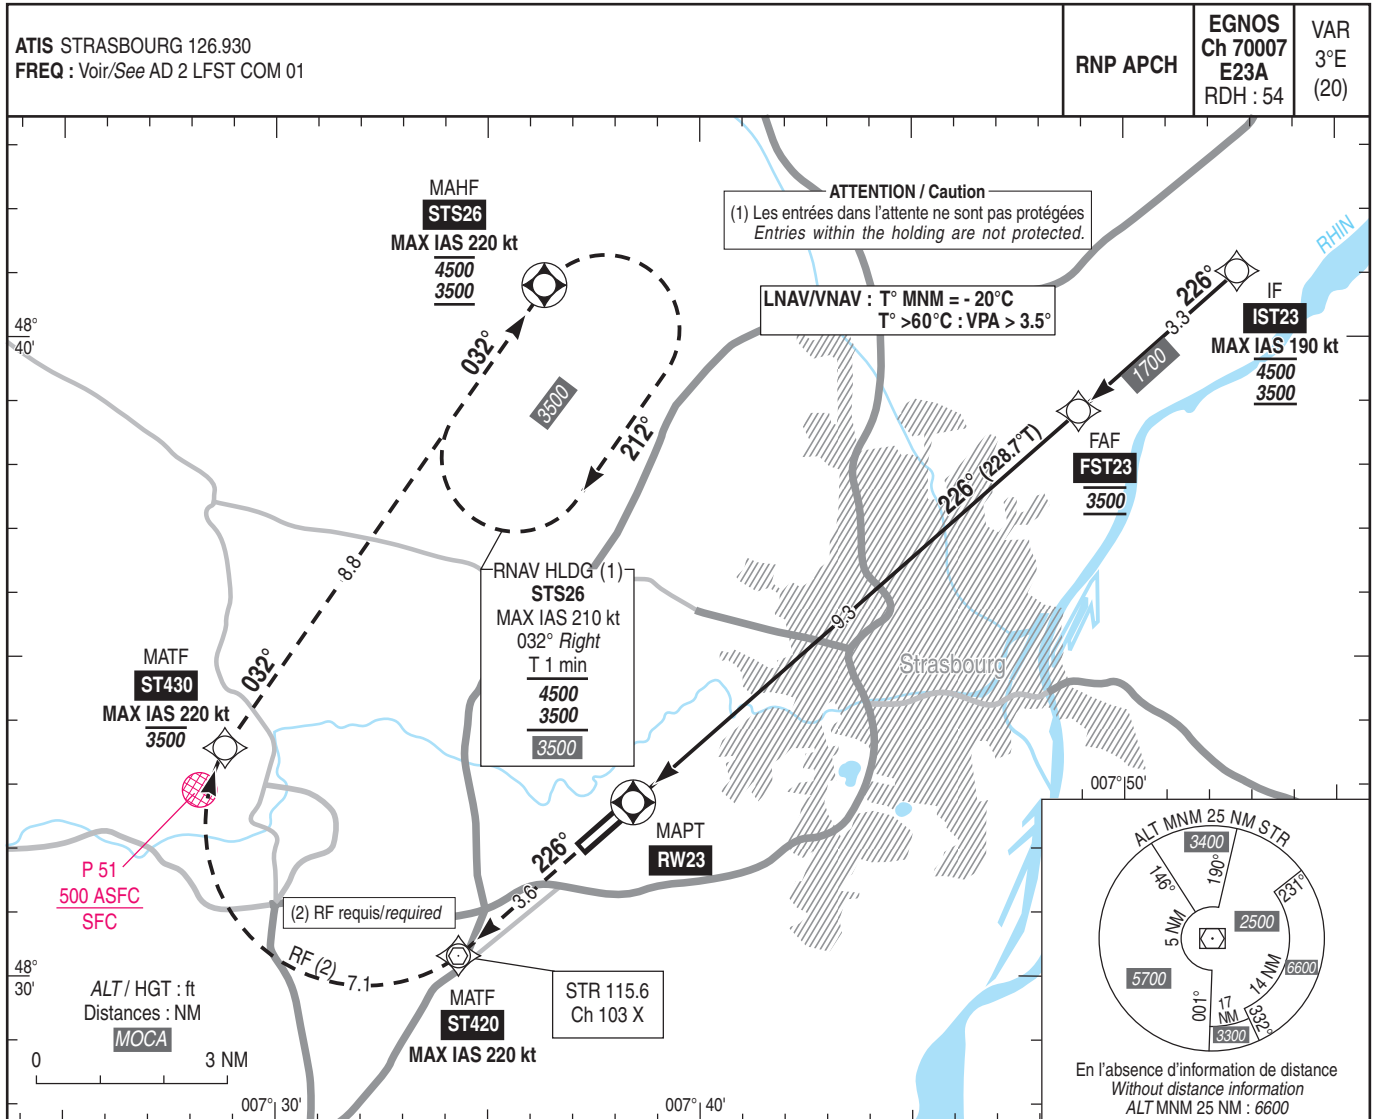 ATIS STRASBOURG 126.930
FREQ : Voir/See AD 2 LFST COM 01
RNP APCH
EGNOS
Ch 70007
E23A
RDH : 54
VAR
3°E
(20)
MAHF
STS26
MAX IAS 220 kt
4500
3500
ATTENTION / Caution
(1) Les entrées dans l'attente ne sont pas protégées
Entries within the holding are not protected.
LNAV/VNAV : T° MNM = - 20°C
T° >60°C : VPA > 3.5°
RHIN
226°
3.3
1700
IF
IST23
MAX IAS 190 kt
4500
3500
48°
40'
032°
3500
212°
226° (228.7°T)
FAF
FST23
3500
8.8
RNAV HLDG (1)
STS26
MAX IAS 210 kt
032° Right
T 1 min
4500
3500
3500
9.3
Strasbourg
032°
MATF
ST430
MAX IAS 220 kt
3500
007° 50'
MAPT
RW23
226°
3.6
P 51
500 ASFC
SFC
(2) RF requis/required
RF (2)
7.1
48°
30'
ALT / HGT : ft
Distances : NM
MOCA
0
3 NM
MATF
ST420
MAX IAS 220 kt
STR 115.6
Ch 103 X
007° 30'
007° 40'
ALT MNM 25 NM STR
3400
146°
190°
231°
5 NM
2500
5700
14 NM
6600
001°
17
NM
332°
3300
En l'absence d'information de distance
Without distance information
ALT MNM 25 NM : 6600